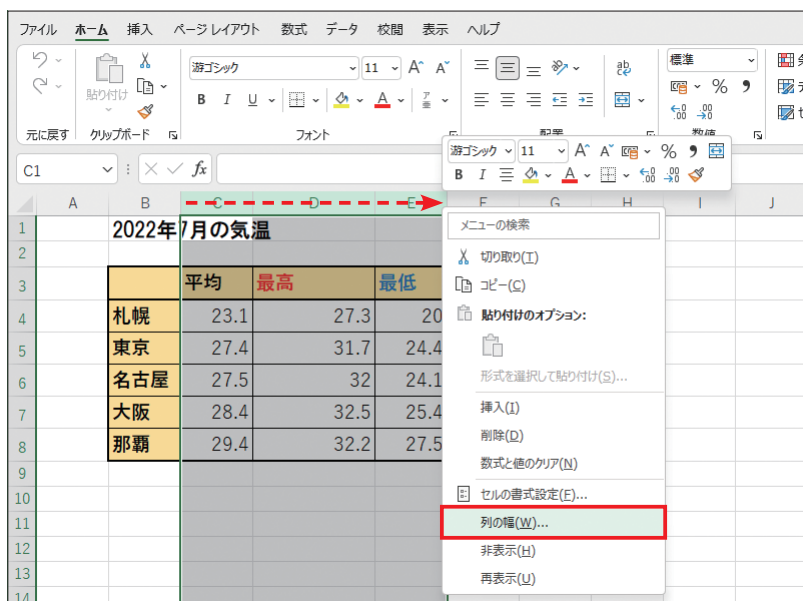 ファイル ホーム 挿入 ページ レイアウト 数式 データ 校閲 表示 ヘルプ
貼り付け
元に戻す クリップボード
游ゴシック 11 A A
B I U A ア亜
フォント
ab
配置
標準
% 9
数値
C1 fx
游ゴシック 11 A A % 9
B I A
A B C D E F G H I J
1 2022年7月の気温
2
3 平均 最高 最低
4 札幌 23.1 27.3 20
5 東京 27.4 31.7 24.4
6 名古屋 27.5 32 24.1
7 大阪 28.4 32.5 25.4
8 那覇 29.4 32.2 27.5
9
10
11
12
13
14
メニューの検索
切り取り(T)
コピー(C)
貼り付けのオプション:
形式を選択して貼り付け(S)...
挿入(I)
削除(D)
数式と値のクリア(N)
セルの書式設定(F)...
列の幅(W)...
非表示(H)
再表示(U)